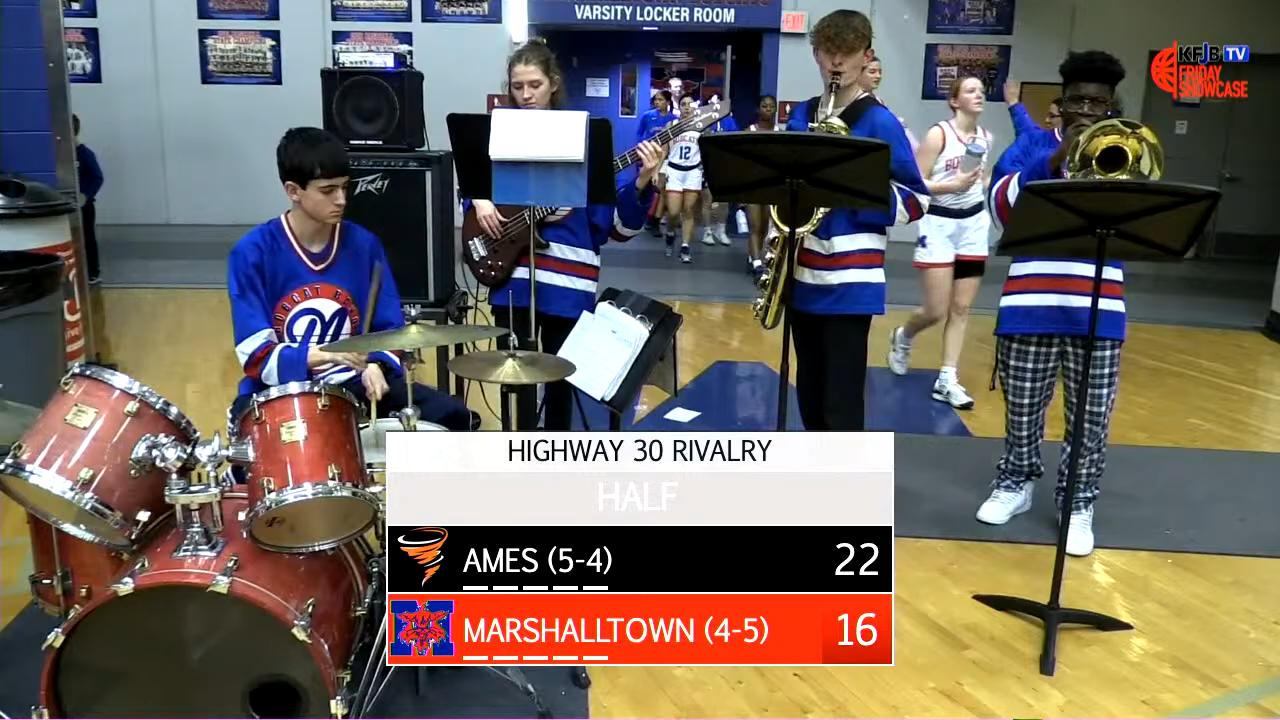 VARSITY LOCKER ROOM
EXIT
KFJB TV
FRIDAY
SHOWCASE
PEAVEY
BOBCATS
12
M
HIGHWAY 30 RIVALRY
HALF
AMES (5-4) 22
MARSHALLTOWN (4-5) 16